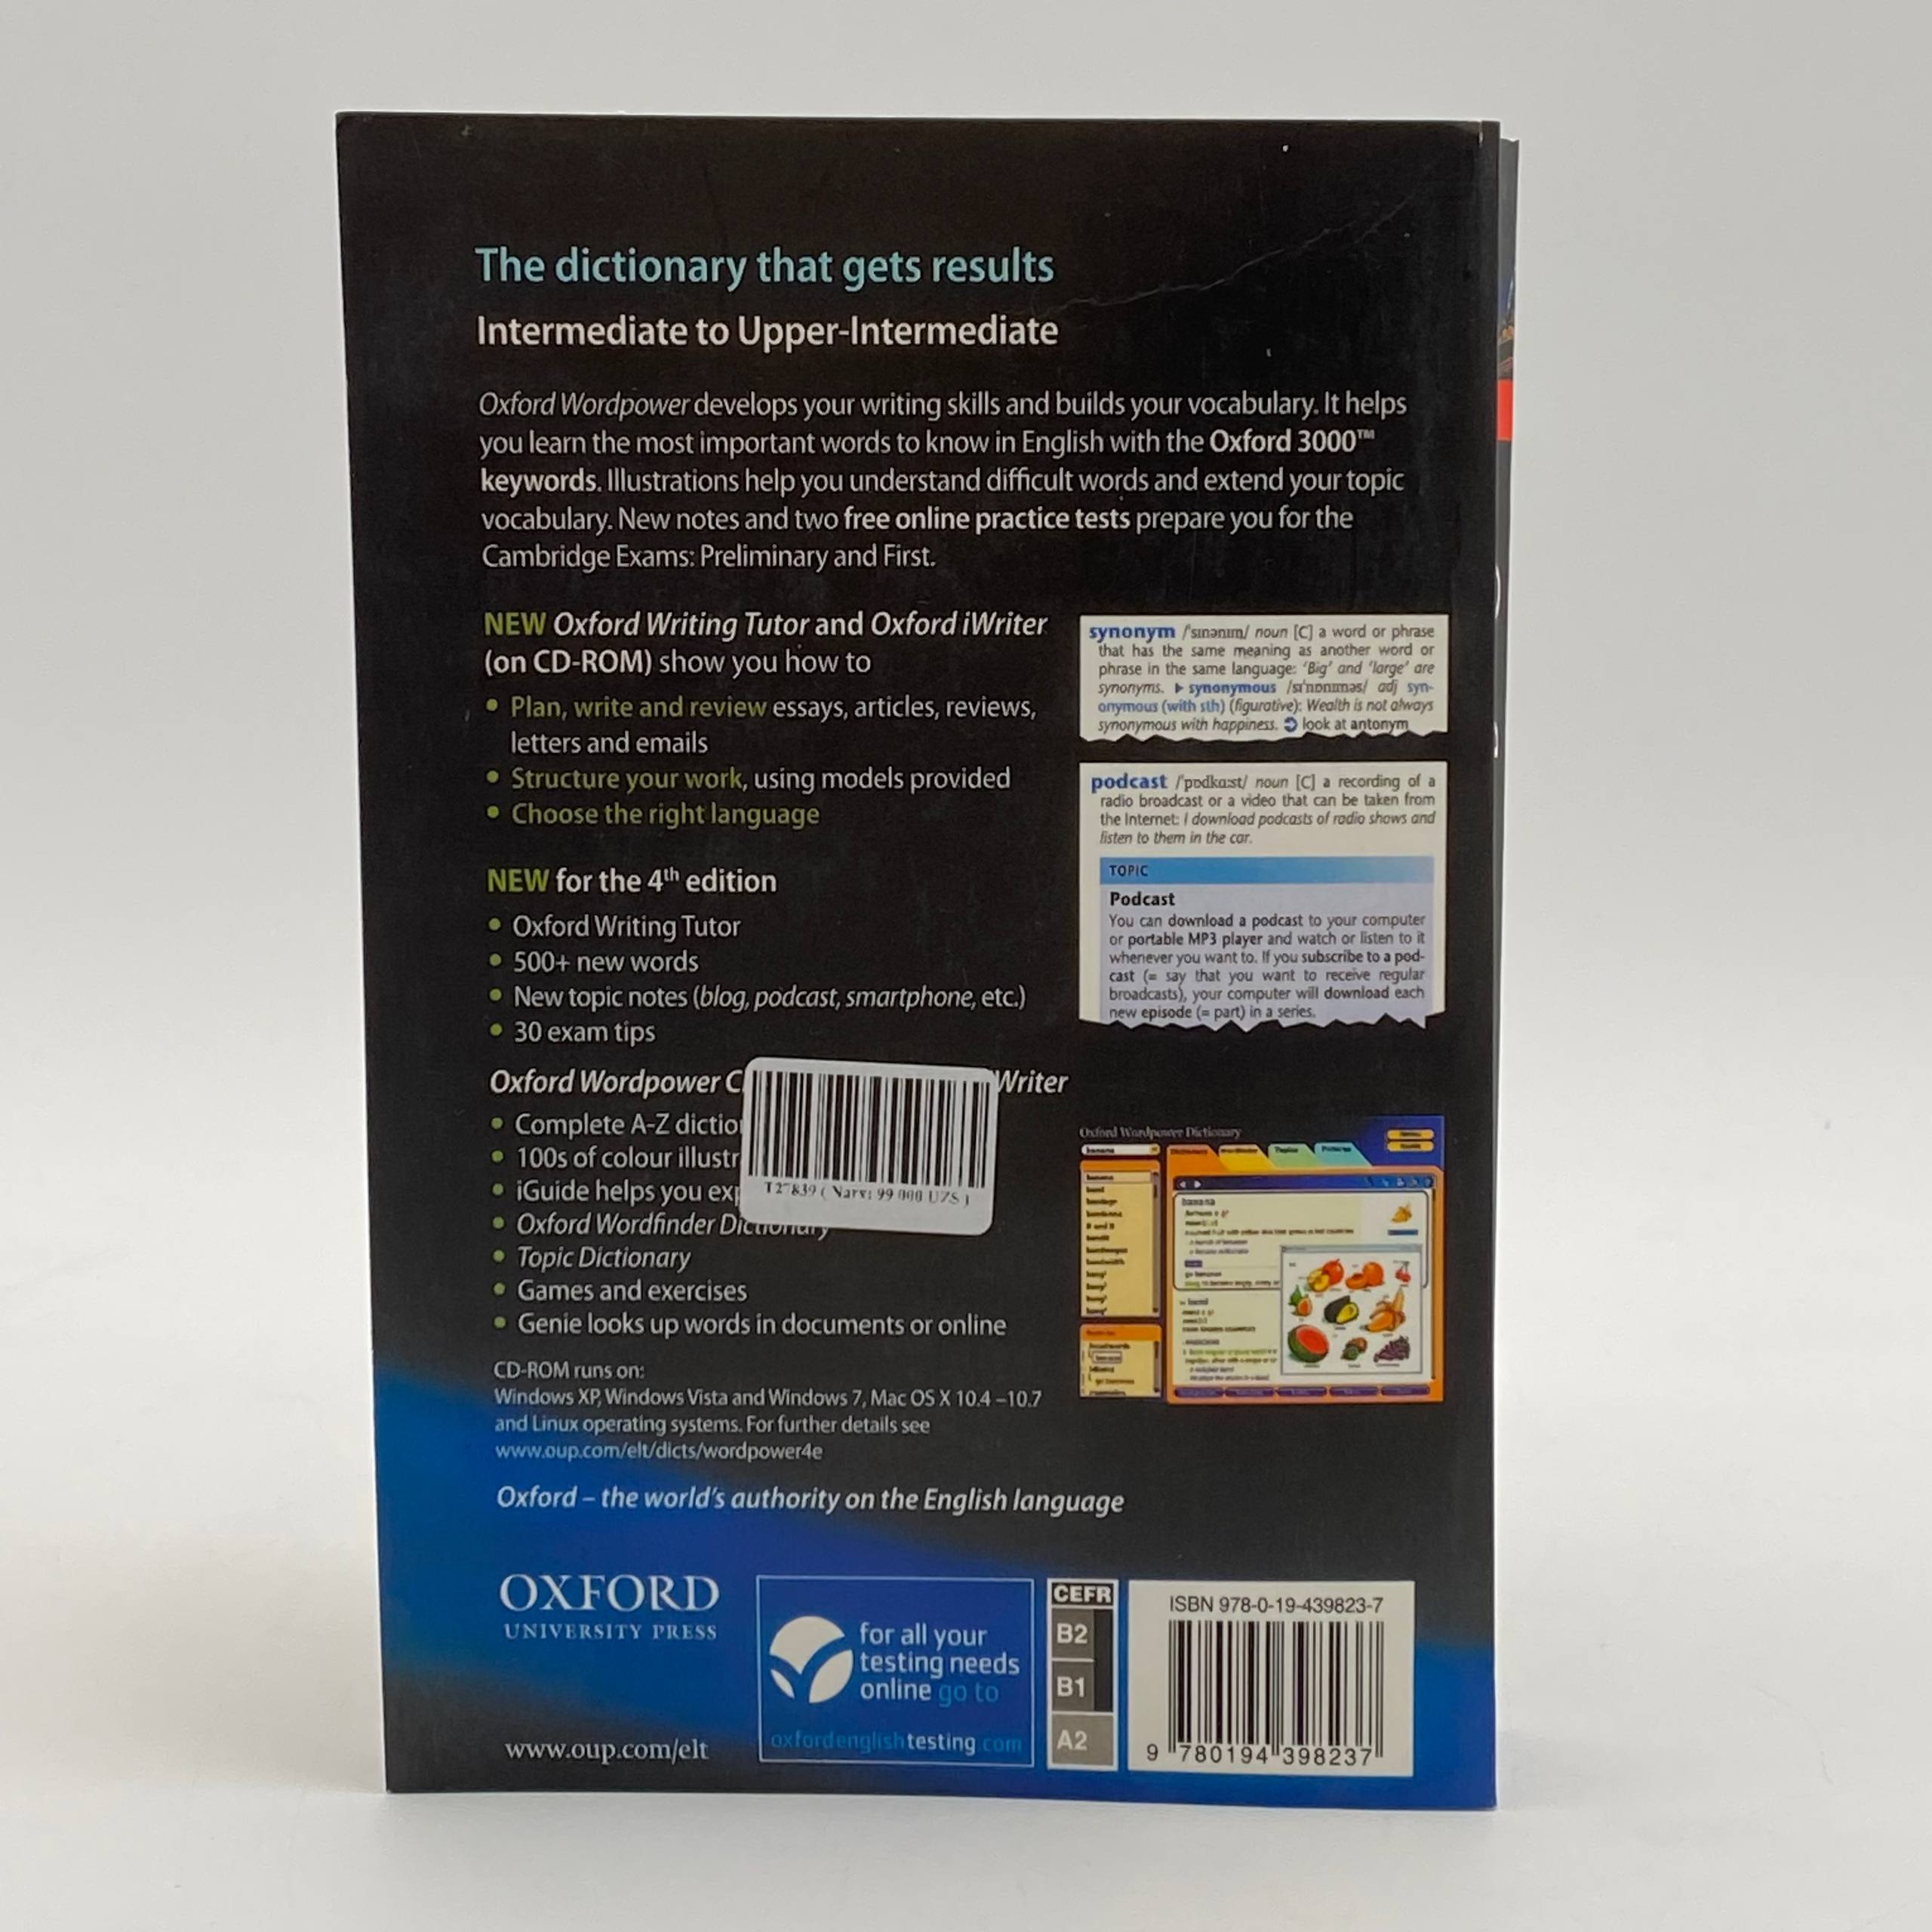 The dictionary that gets results
Intermediate to Upper-Intermediate
Oxford Wordpower develops your writing skills and builds your vocabulary. It helps
you learn the most important words to know in English with the Oxford 3000™
keywords. Illustrations help you understand difficult words and extend your topic
vocabulary. New notes and two free online practice tests prepare you for the
Cambridge Exams: Preliminary and First.
NEW Oxford Writing Tutor and Oxford iWriter
(on CD-ROM) show you how to
• Plan, write and review essays, articles, reviews,
letters and emails
• Structure your work, using models provided
• Choose the right language
synonym /ˈsɪnənɪm/ noun [C] a word or phrase
that has the same meaning as another word or
phrase in the same language: ‘Big’ and ‘large’ are
synonyms. ▶ synonymous /sɪˈnɒnɪməs/ adj syn-
onymous (with sth) (figurative): Wealth is not always
synonymous with happiness. ➲ look at antonym
podcast /ˈpɒdkɑːst/ noun [C] a recording of a
radio broadcast or a video that can be taken from
the Internet: I download podcasts of radio shows and
listen to them in the car.
TOPIC
Podcast
You can download a podcast to your computer
or portable MP3 player and watch or listen to it
whenever you want to. If you subscribe to a pod-
cast (= say that you want to receive regular
broadcasts), your computer will download each
new episode (= part) in a series.
NEW for the 4th edition
• Oxford Writing Tutor
• 500+ new words
• New topic notes (blog, podcast, smartphone, etc.)
• 30 exam tips
Oxford Wordpower
• Complete A-Z
• 100s of colour
• iGuide helps you
• Oxford Wordfinder Dictionary
• Topic Dictionary
• Games and exercises
• Genie looks up words in documents or online
T27839 ( Narx: 99 000 UZS )
Oxford Wordpower Dictionary
banana
CD-ROM runs on:
Windows XP, Windows Vista and Windows 7, Mac OS X 10.4 –10.7
and Linux operating systems. For further details see
www.oup.com/elt/dicts/wordpower4e
Oxford – the world's authority on the English language
OXFORD
UNIVERSITY PRESS
www.oup.com/elt
for all your
testing needs
online go to
oxfordenglishtesting.com
CEFR
B2
B1
A2
ISBN 978-0-19-439823-7
9 780194 398237